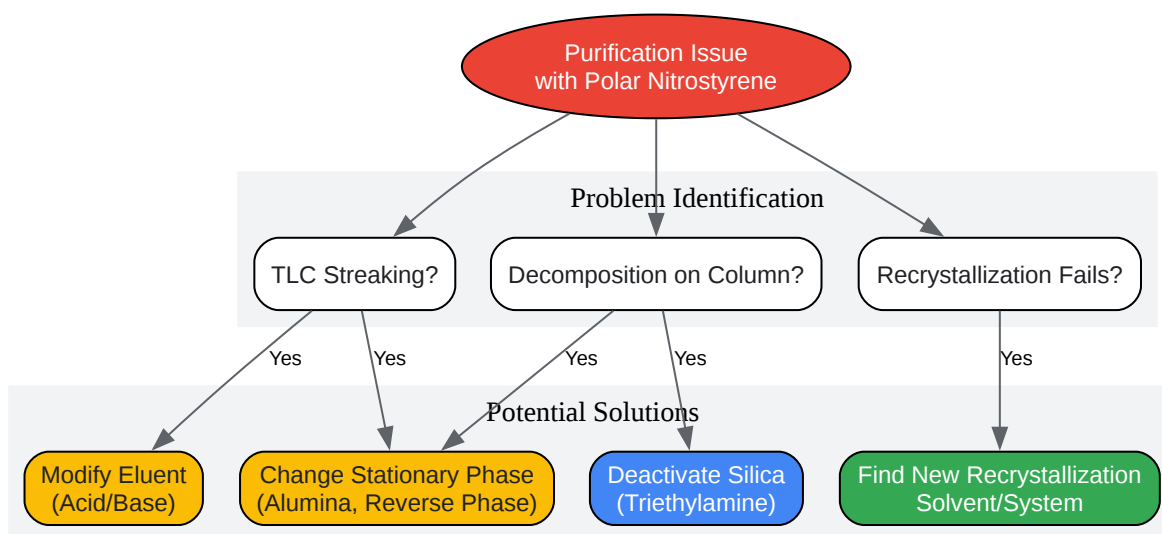 Purification Issue
with Polar Nitrostyrene
Problem Identification
TLC Streaking?
Decomposition on Column?
Recrystallization Fails?
Yes
Yes
Yes
Yes
Yes
Potential Solutions
Modify Eluent
(Acid/Base)
Change Stationary Phase
(Alumina, Reverse Phase)
Deactivate Silica
(Triethylamine)
Find New Recrystallization
Solvent/System